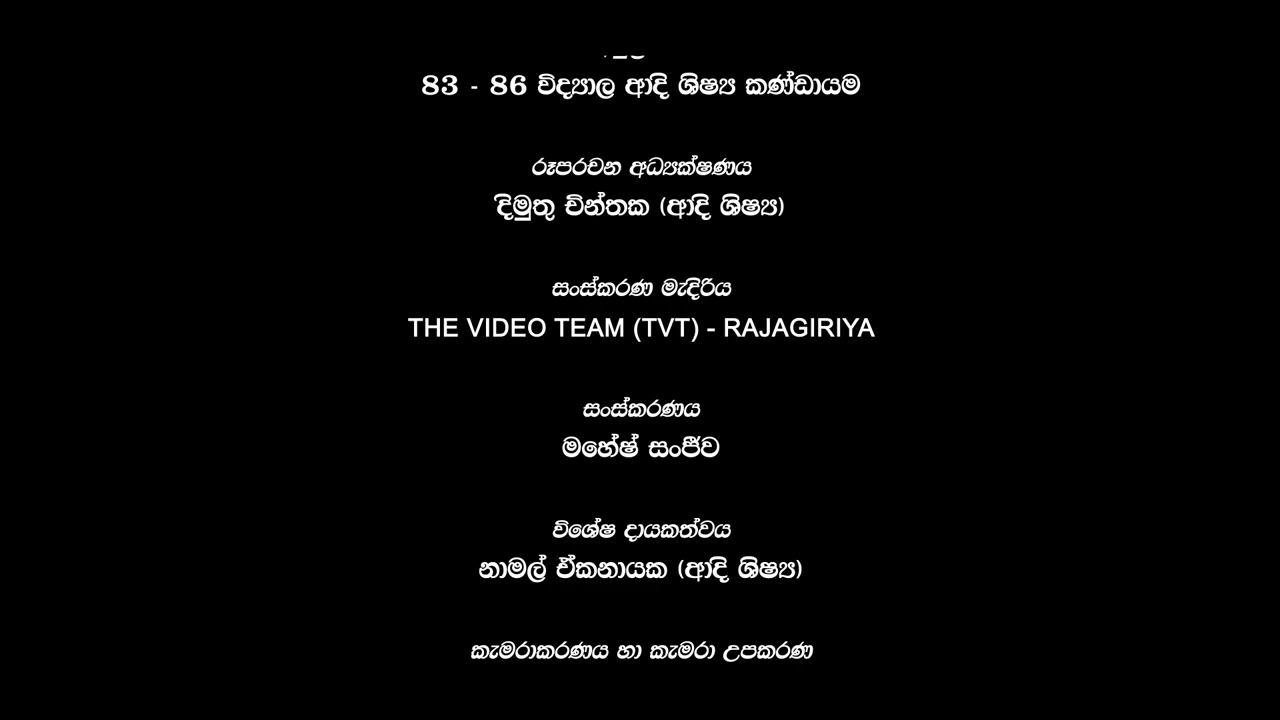 83 - 86 විද්‍යාල ආදි ශිෂ්‍ය කණ්ඩායම
රූපරචන අධ්‍යක්ෂණය
දිමුතු චින්තක (ආදි ශිෂ්‍ය)
සංස්කරණ මැදිරිය
THE VIDEO TEAM (TVT) - RAJAGIRIYA
සංස්කරණය
මහේෂ් සංජීව
විශේෂ දායකත්වය
නාමල් ඒකනායක (ආදි ශිෂ්‍ය)
කැමරාකරණය හා කැමරා උපකරණ